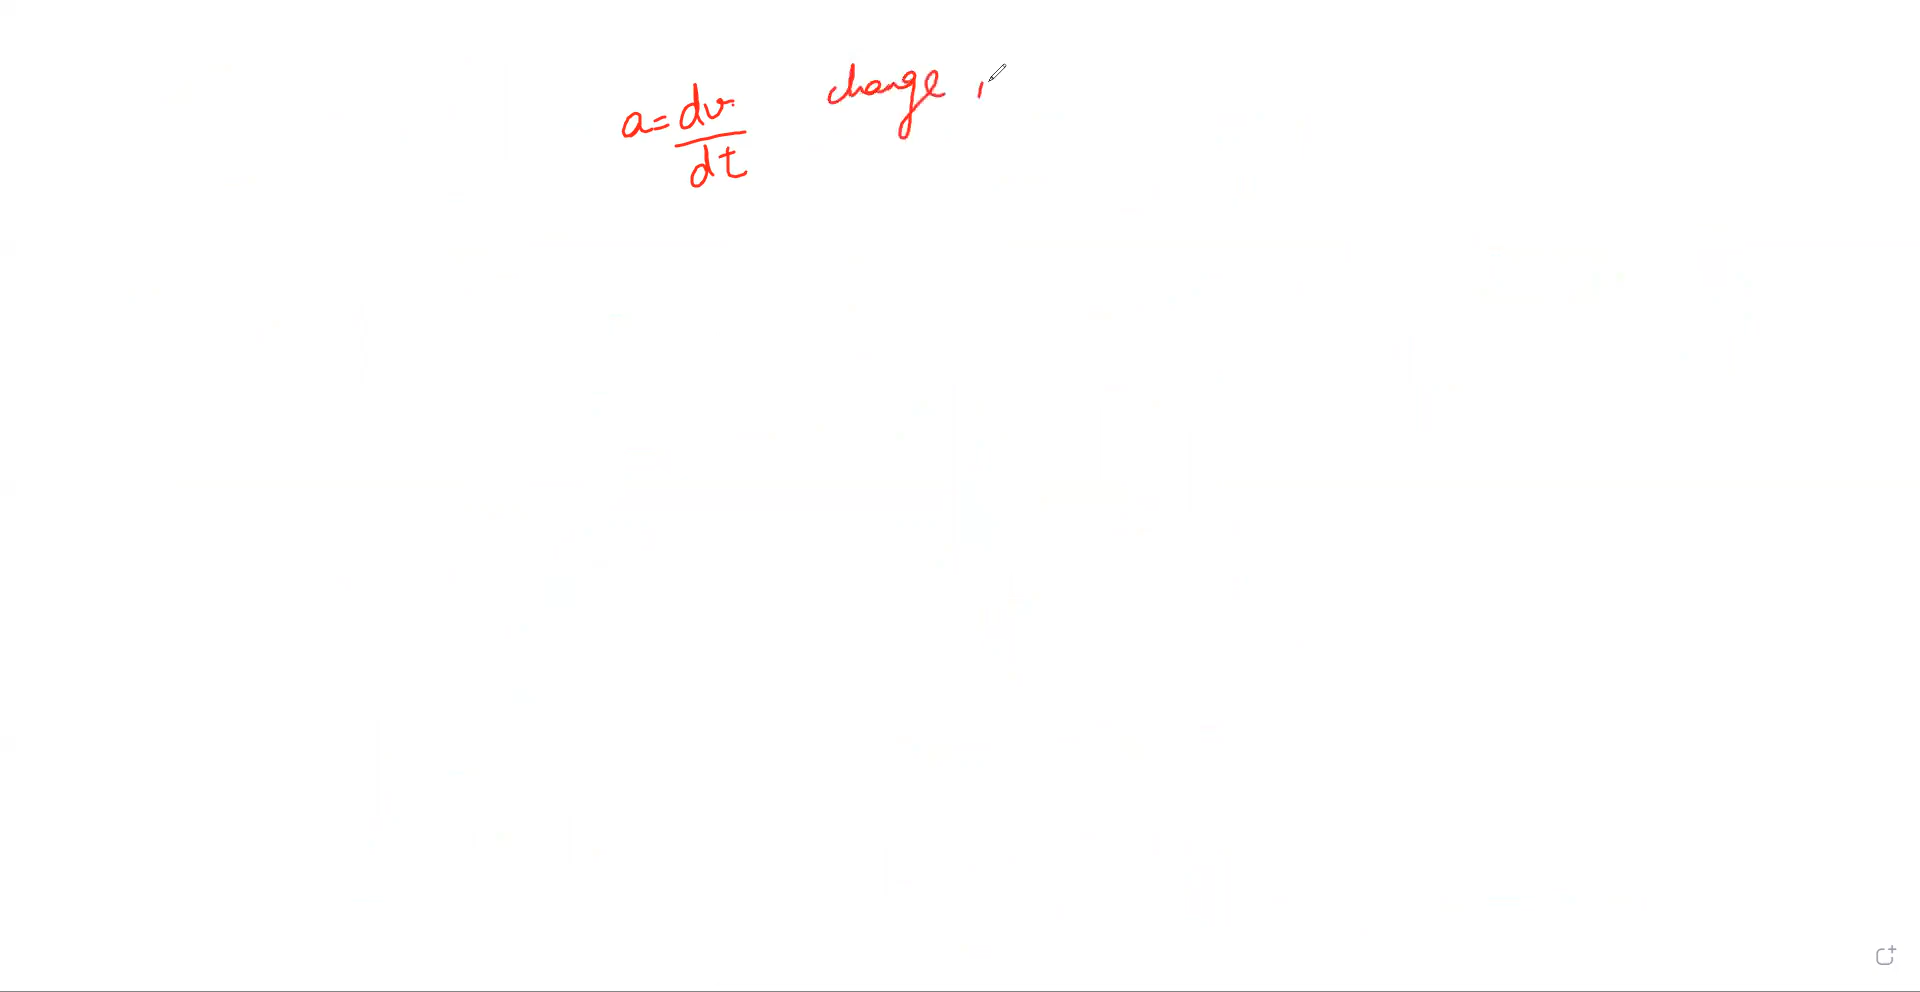 a = dv/dt
change